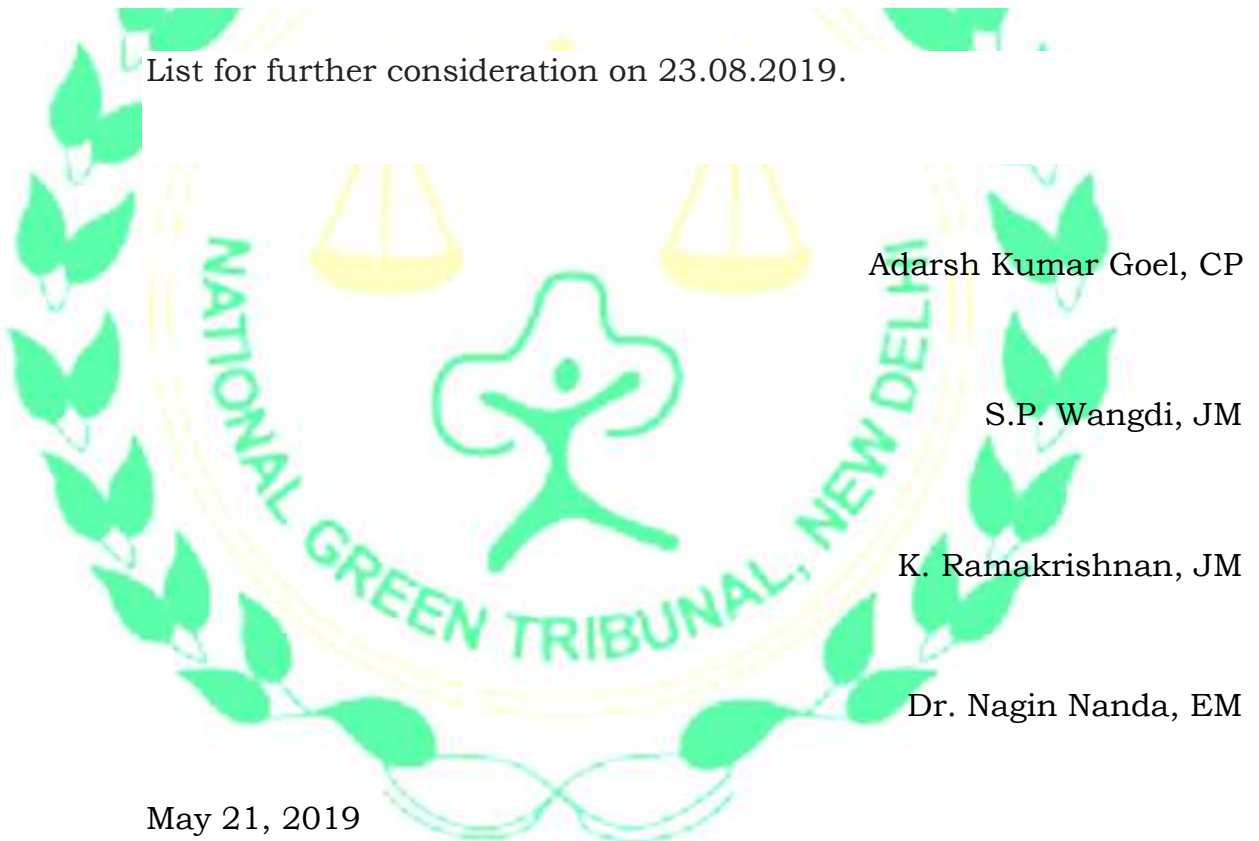 List for further consideration on 23.08.2019.
NATIONAL GREEN TRIBUNAL, NEW DELHI
Adarsh Kumar Goel, CP
S.P. Wangdi, JM
K. Ramakrishnan, JM
Dr. Nagin Nanda, EM
May 21, 2019